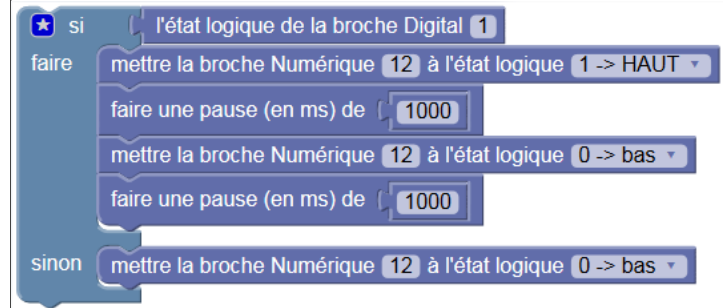 si l'état logique de la broche Digital 1
faire mettre la broche Numérique 12 à l'état logique 1 -> HAUT
faire une pause (en ms) de 1000
mettre la broche Numérique 12 à l'état logique 0 -> bas
faire une pause (en ms) de 1000
sinon mettre la broche Numérique 12 à l'état logique 0 -> bas